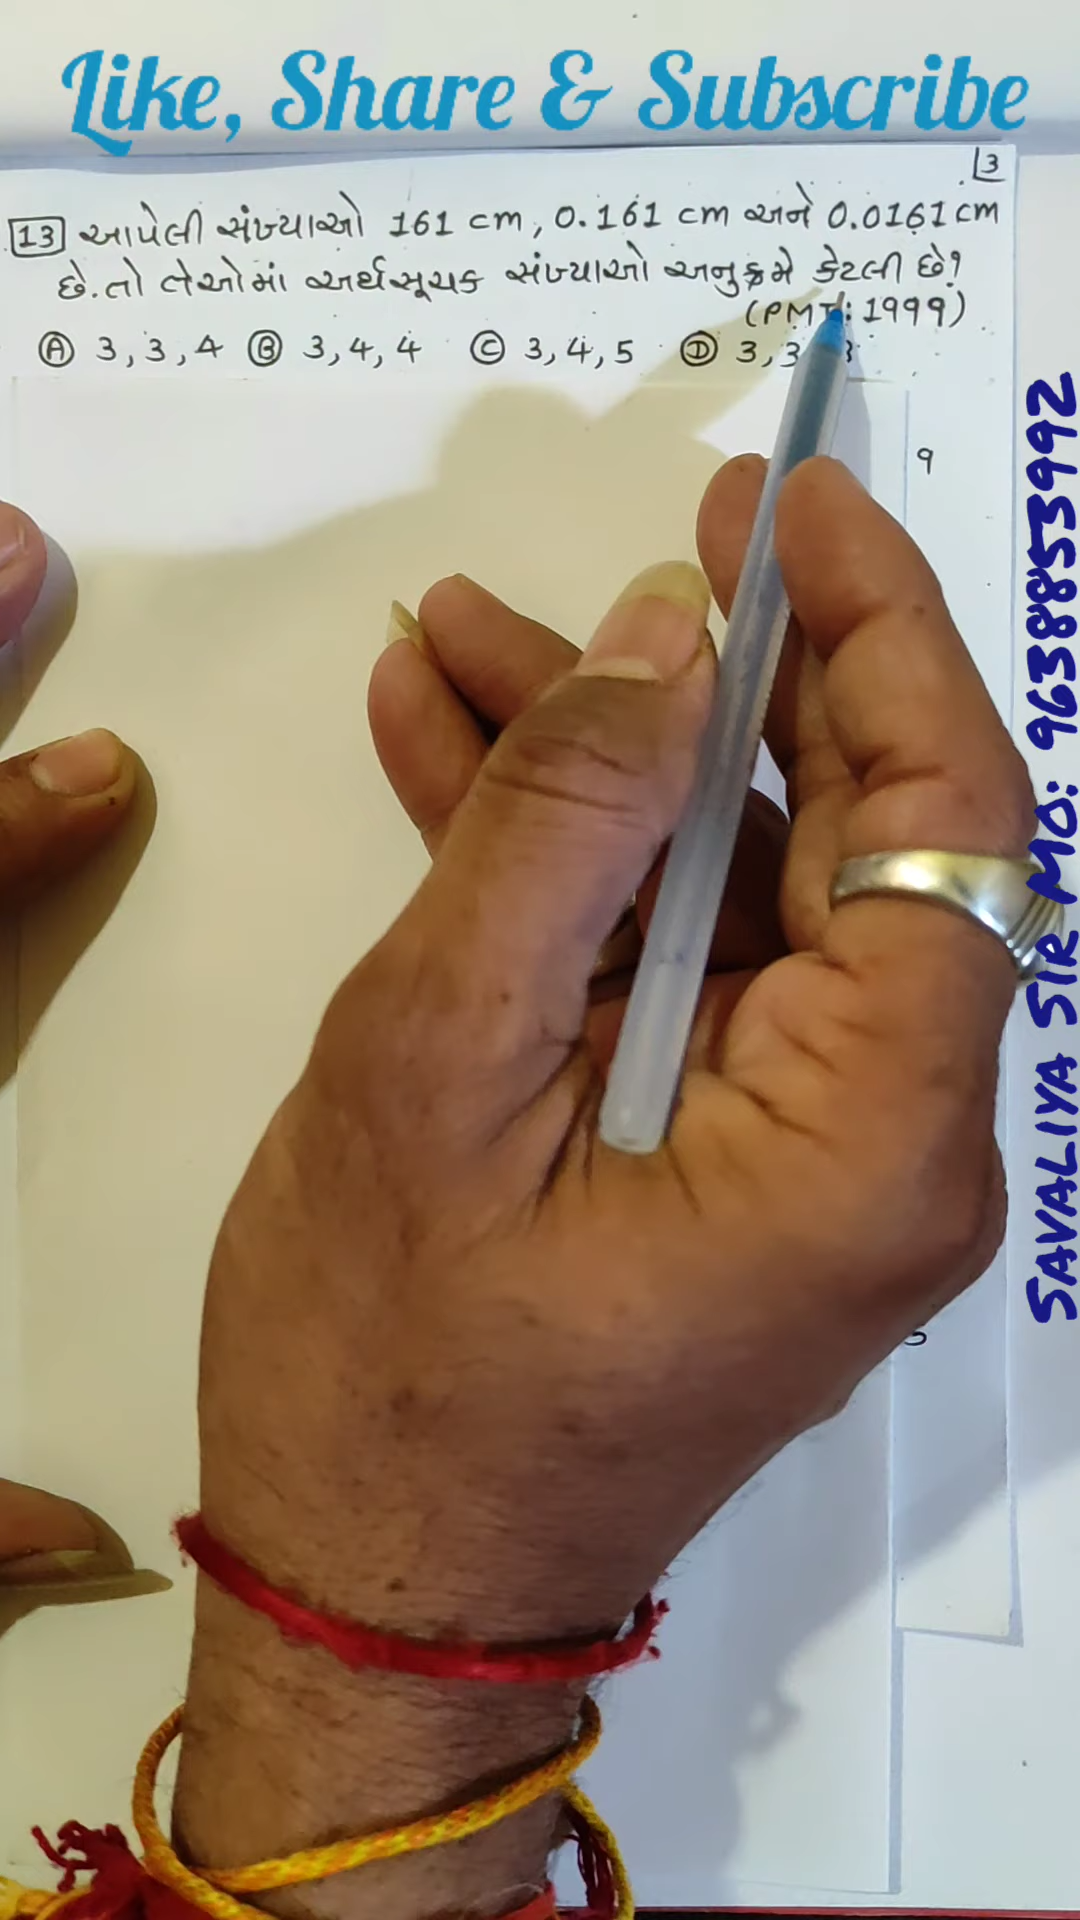 Like, Share & Subscribe
3
13 આપેલી સંખ્યાઓ 161 cm, 0.161 cm અને 0.0161 cm
છે. તો તેઓમાં અર્થસૂચક સંખ્યાઓ અનુક્રમે કેટલી છે?
(PMT: 1999)
A 3, 3, 4 B 3, 4, 4 C 3, 4, 5 D 3, 3 3
9
SAVALIYA SIR MO: 9638853992